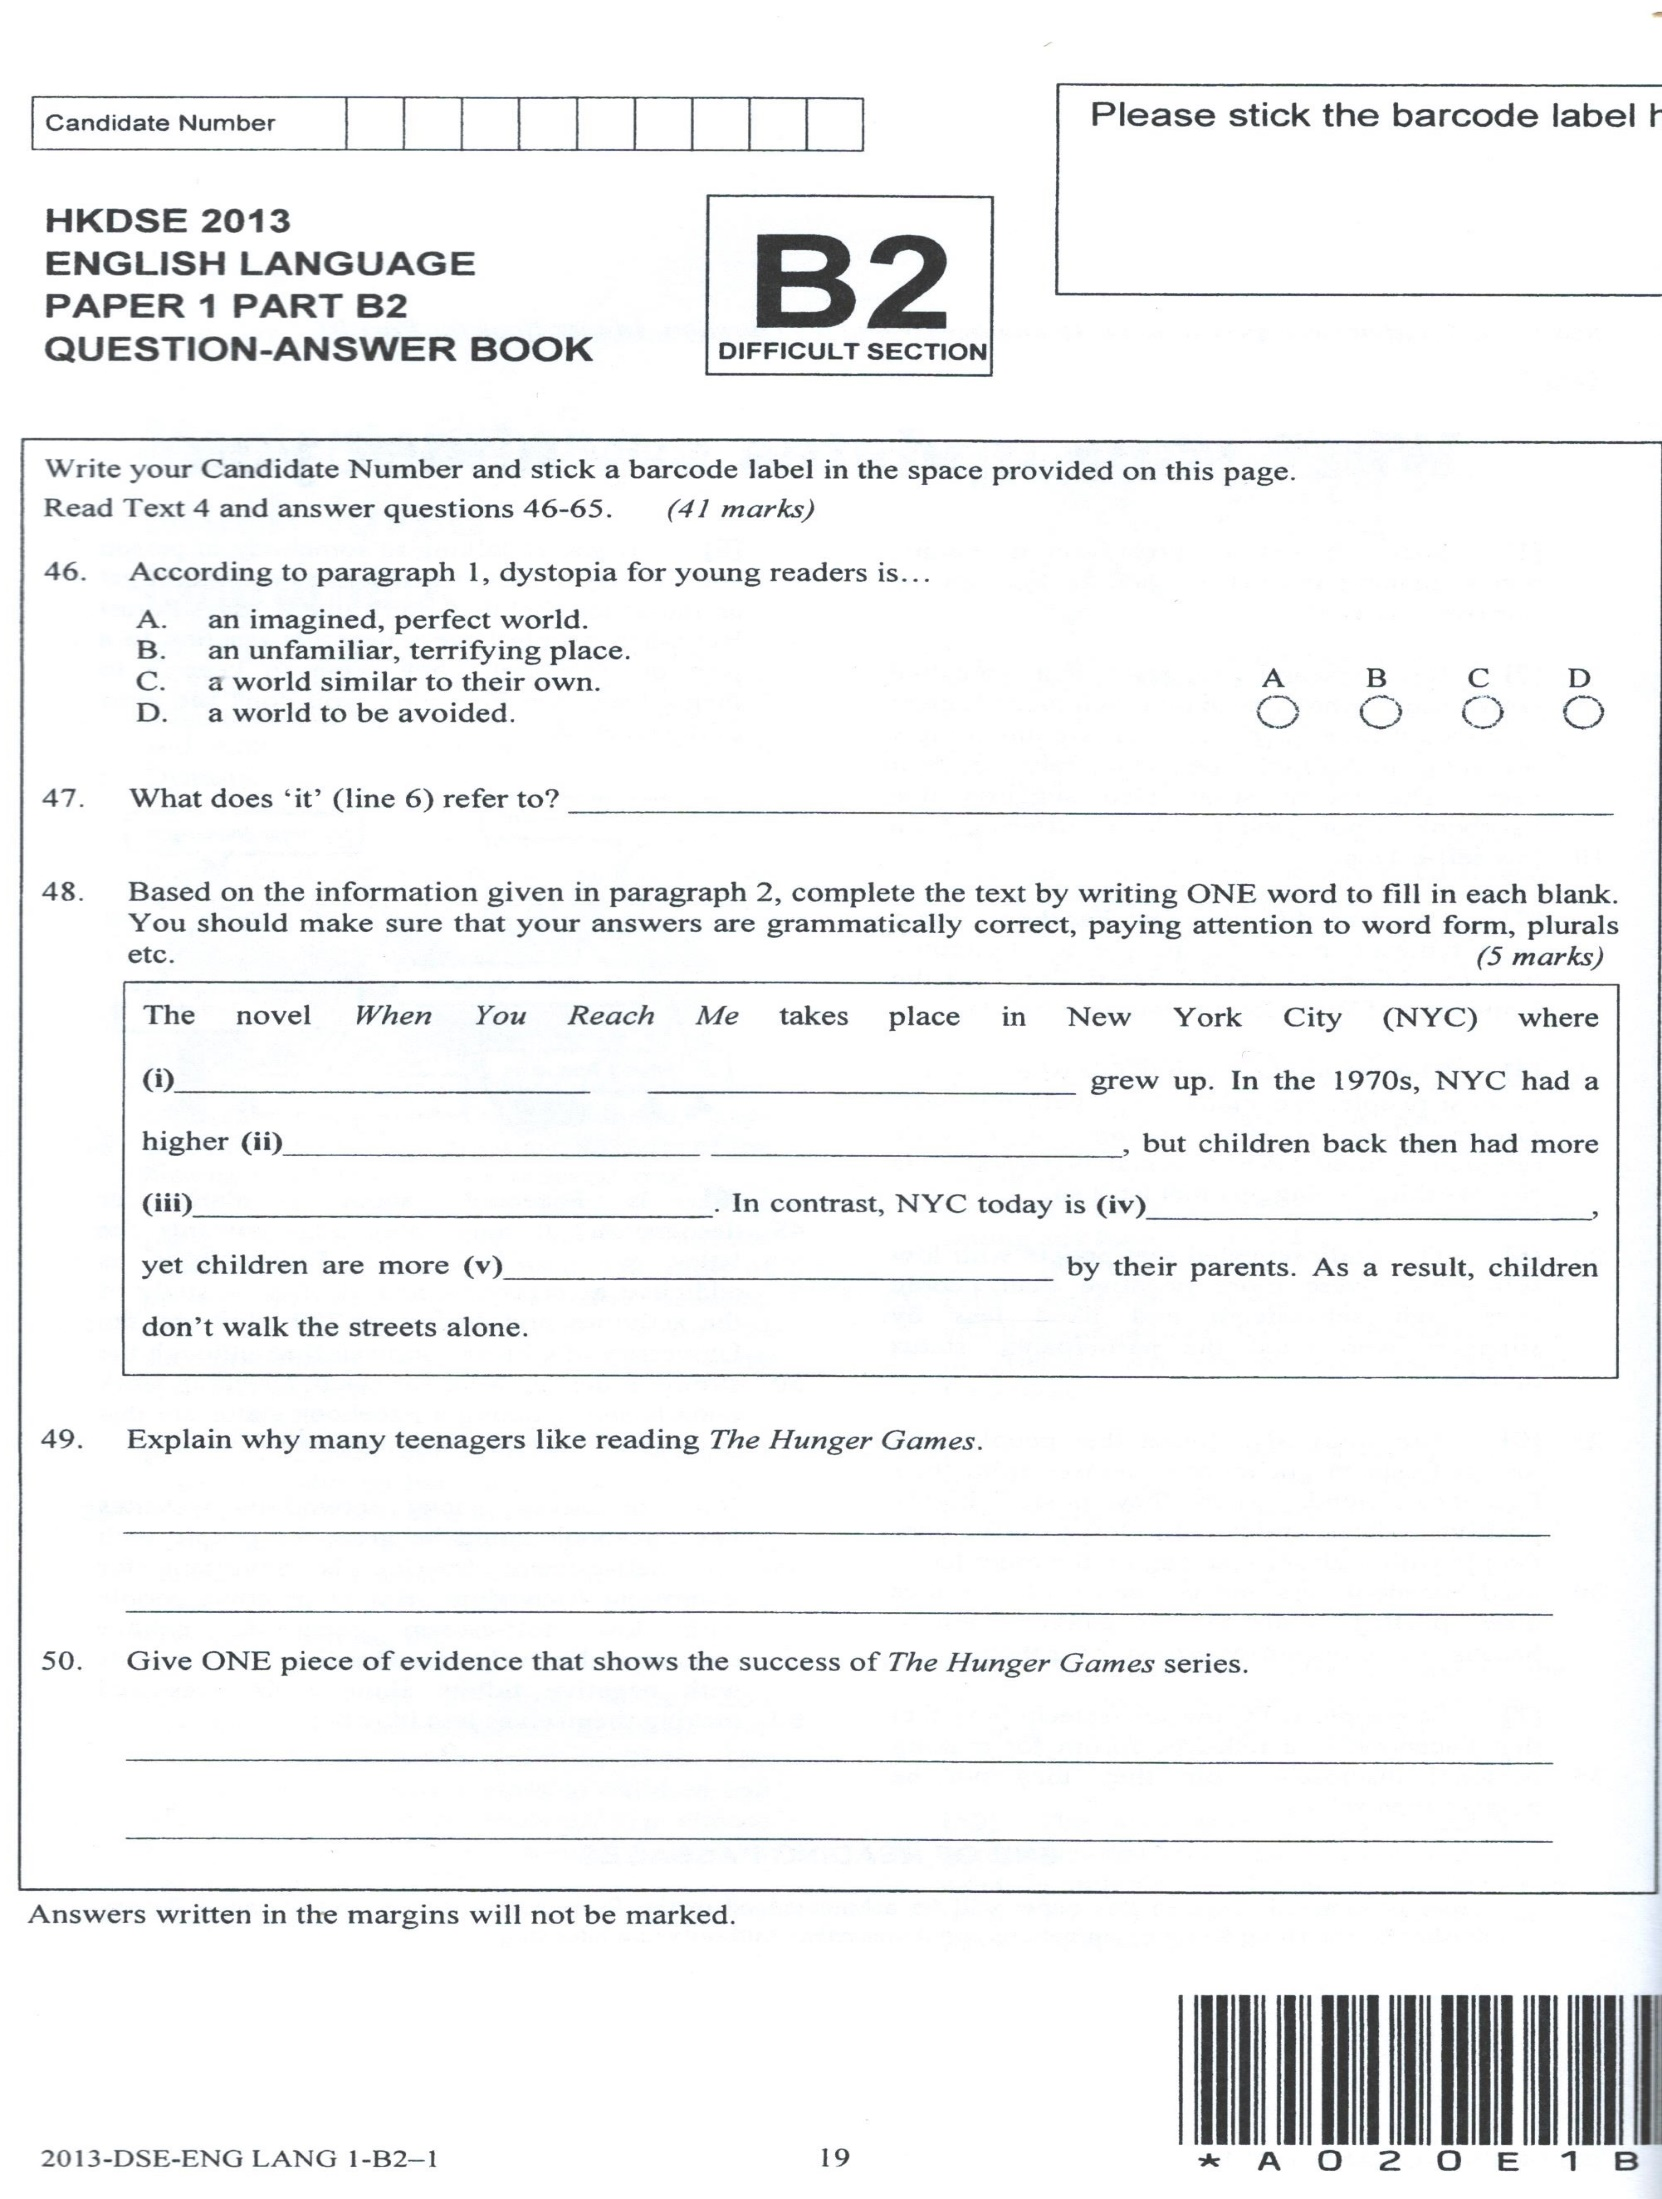 Candidate Number
Please stick the barcode label h
HKDSE 2013
ENGLISH LANGUAGE
PAPER 1 PART B2
QUESTION-ANSWER BOOK
B2
DIFFICULT SECTION
Write your Candidate Number and stick a barcode label in the space provided on this page.
Read Text 4 and answer questions 46-65. (41 marks)
46. According to paragraph 1, dystopia for young readers is…
A. an imagined, perfect world.
B. an unfamiliar, terrifying place.
C. a world similar to their own.
D. a world to be avoided.
A B C D
47. What does ‘it’ (line 6) refer to?
48. Based on the information given in paragraph 2, complete the text by writing ONE word to fill in each blank.
You should make sure that your answers are grammatically correct, paying attention to word form, plurals
etc. (5 marks)
The novel When You Reach Me takes place in New York City (NYC) where
(i) grew up. In the 1970s, NYC had a
higher (ii) , but children back then had more
(iii) . In contrast, NYC today is (iv) ,
yet children are more (v) by their parents. As a result, children
don’t walk the streets alone.
49. Explain why many teenagers like reading The Hunger Games.
50. Give ONE piece of evidence that shows the success of The Hunger Games series.
Answers written in the margins will not be marked.
2013-DSE-ENG LANG 1-B2–1
19
* A 0 2 0 E 1 B